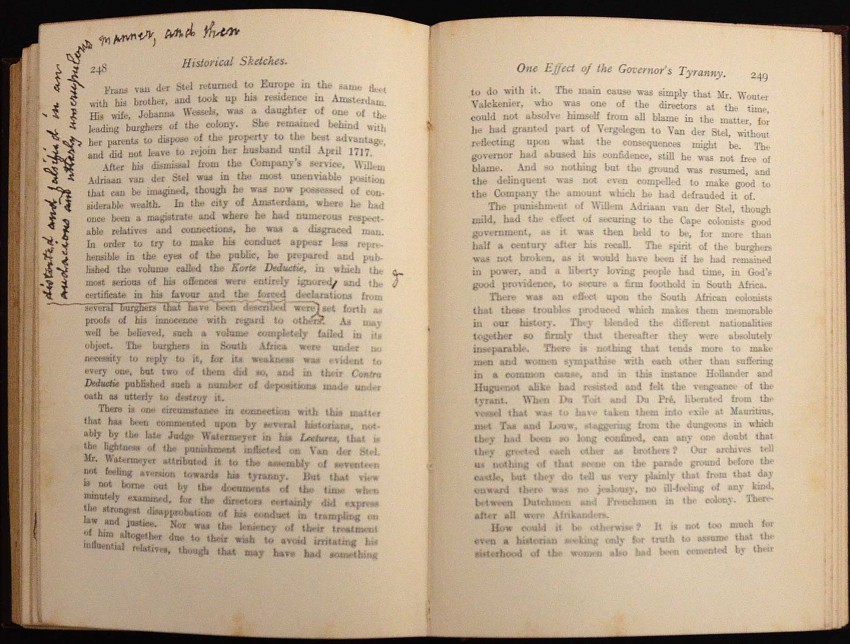 manner, and then
distorted and falsified in an
audacious and utterly unscrupulous
248
Historical Sketches.
Frans van der Stel returned to Europe in the same fleet
with his brother, and took up his residence in Amsterdam.
His wife, Johanna Wessels, was a daughter of one of the
leading burghers of the colony. She remained behind with
her parents to dispose of the property to the best advantage,
and did not leave to rejoin her husband until April 1717.
After his dismissal from the Company's service, Willem
Adriaan van der Stel was in the most unenviable position
that can be imagined, though he was now possessed of con-
siderable wealth. In the city of Amsterdam, where he had
once been a magistrate and where he had numerous respect-
able relatives and connections, he was a disgraced man.
In order to try to make his conduct appear less repre-
hensible in the eyes of the public, he prepared and pub-
lished the volume called the Korte Deductie, in which the
most serious of his offences were entirely ignored, and the
certificate in his favour and the forced declarations from
several burghers that have been described were set forth as
proofs of his innocence with regard to others. As may
well be believed, such a volume completely failed in its
object. The burghers in South Africa were under no
necessity to reply to it, for its weakness was evident to
every one, but two of them did so, and in their Contra
Deductie published such a number of depositions made under
oath as utterly to destroy it.
There is one circumstance in connection with this matter
that has been commented upon by several historians, not-
ably by the late Judge Watermeyer in his Lectures, that is
the lightness of the punishment inflicted on Van der Stel.
Mr. Watermeyer attributed it to the assembly of seventeen
not feeling aversion towards his tyranny. But that view
is not borne out by the documents of the time when
minutely examined, for the directors certainly did express
the strongest disapprobation of his conduct in trampling on
law and justice. Nor was the leniency of their treatment
of him altogether due to their wish to avoid irritating his
influential relatives, though that may have had something
One Effect of the Governor's Tyranny.
249
to do with it. The main cause was simply that Mr. Wouter
Valckenier, who was one of the directors at the time,
could not absolve himself from all blame in the matter, for
he had granted part of Vergelegen to Van der Stel, without
reflecting upon what the consequences might be. The
governor had abused his confidence, still he was not free of
blame. And so nothing but the ground was resumed, and
the delinquent was not even compelled to make good to
the Company the amount which he had defrauded it of.
The punishment of Willem Adriaan van der Stel, though
mild, had the effect of securing to the Cape colonists good
government, as it was then held to be, for more than
half a century after his recall. The spirit of the burghers
was not broken, as it would have been if he had remained
in power, and a liberty loving people had time, in God's
good providence, to secure a firm foothold in South Africa.
There was an effect upon the South African colonists
that these troubles produced which makes them memorable
in our history. They blended the different nationalities
together so firmly that thereafter they were absolutely
inseparable. There is nothing that tends more to make
men and women sympathise with each other than suffering
in a common cause, and in this instance Hollander and
Huguenot alike had resisted and felt the vengeance of the
tyrant. When Du Toit and Du Pré, liberated from the
vessel that was to have taken them into exile at Mauritius,
met Tas and Louw, staggering from the dungeons in which
they had been so long confined, can any one doubt that
they greeted each other as brothers? Our archives tell
us nothing of that scene on the parade ground before the
castle, but they do tell us very plainly that from that day
onward there was no jealousy, no ill-feeling of any kind,
between Dutchmen and Frenchmen in the colony. There-
after all were Afrikanders.
How could it be otherwise? It is not too much for
even a historian seeking only for truth to assume that the
sisterhood of the women also had been cemented by their